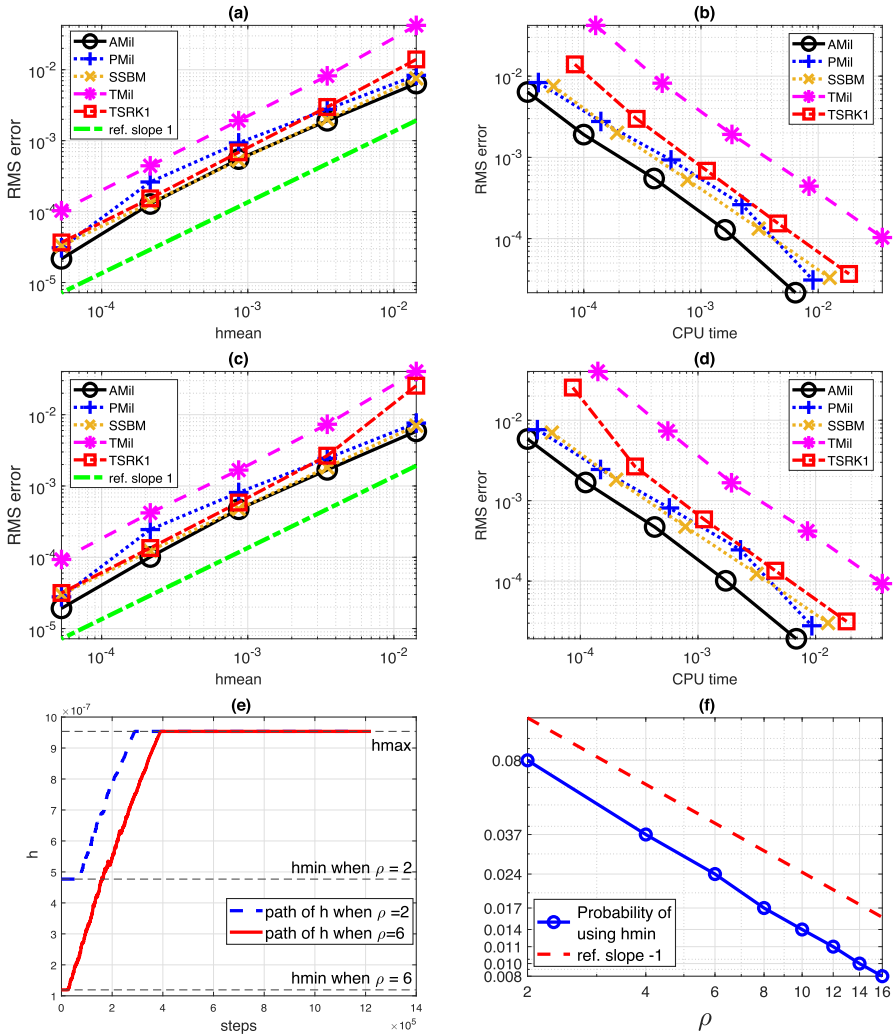 (a)
RMS error
10^-2
10^-3
10^-4
10^-5
AMil
PMil
SSBM
TMil
TSRK1
ref. slope 1
10^-4
10^-3
10^-2
hmean
(b)
RMS error
10^-2
10^-3
10^-4
AMil
PMil
SSBM
TMil
TSRK1
10^-4
10^-3
10^-2
CPU time
(c)
RMS error
10^-2
10^-3
10^-4
10^-5
AMil
PMil
SSBM
TMil
TSRK1
ref. slope 1
10^-4
10^-3
10^-2
hmean
(d)
RMS error
10^-2
10^-3
10^-4
AMil
PMil
SSBM
TMil
TSRK1
10^-4
10^-3
10^-2
CPU time
(e)
×10^-7
h
10
9
8
7
6
5
4
3
2
1
hmax
hmin when ρ = 2
path of h when ρ=2
path of h when ρ=6
hmin when ρ = 6
0
2
4
6
8
10
12
14
steps
×10^5
(f)
0.08
0.037
0.024
0.017
0.014
0.011
0.010
0.009
0.008
Probability of
using hmin
ref. slope -1
2
4
6
8
10
12
14
16
ρ